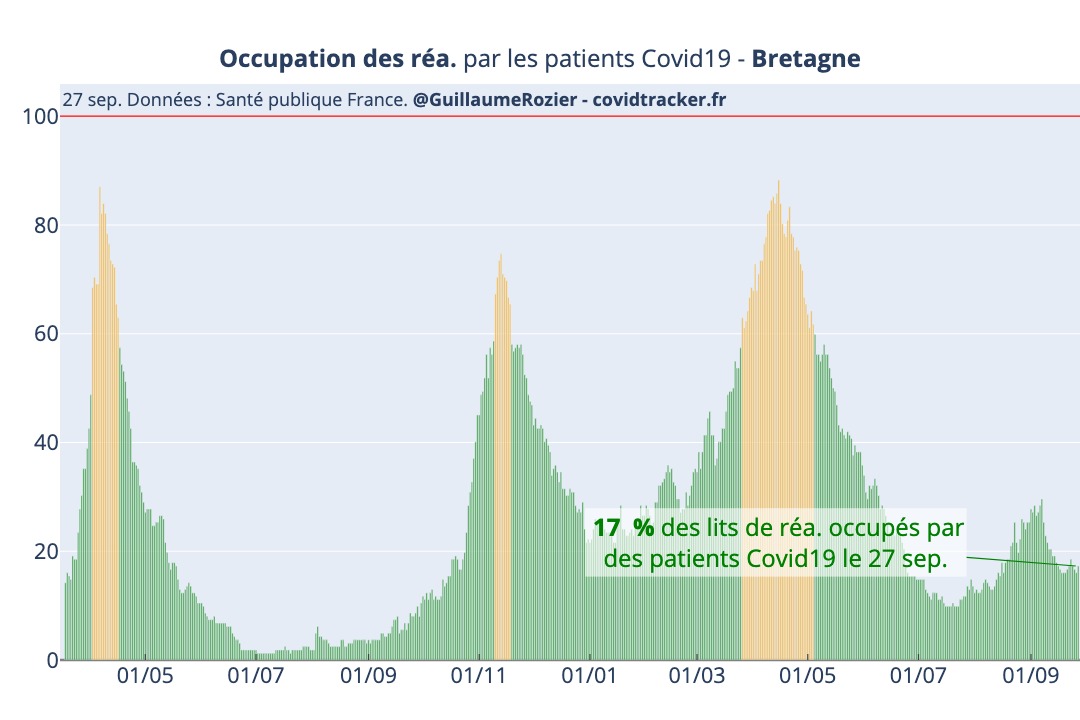 Occupation des réa. par les patients Covid19 - Bretagne
27 sep. Données : Santé publique France. @GuillaumeRozier - covidtracker.fr
100
80
60
40
17 % des lits de réa. occupés par
des patients Covid19 le 27 sep.
20
0
01/05 01/07 01/09 01/11 01/01 01/03 01/05 01/07 01/09